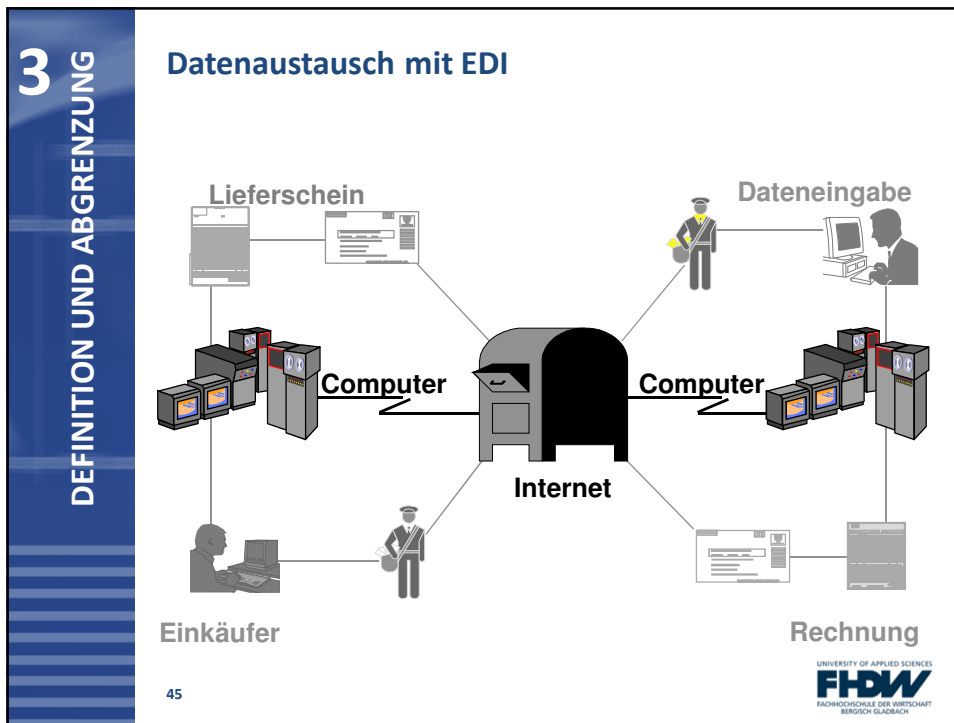 3
DEFINITION UND ABGRENZUNG
Datenaustausch mit EDI
Lieferschein
Dateneingabe
Computer
Computer
Internet
Einkäufer
Rechnung
45
UNIVERSITY OF APPLIED SCIENCES
FHDW
FACHHOCHSCHULE DER WIRTSCHAFT
BERGISCH GLADBACH